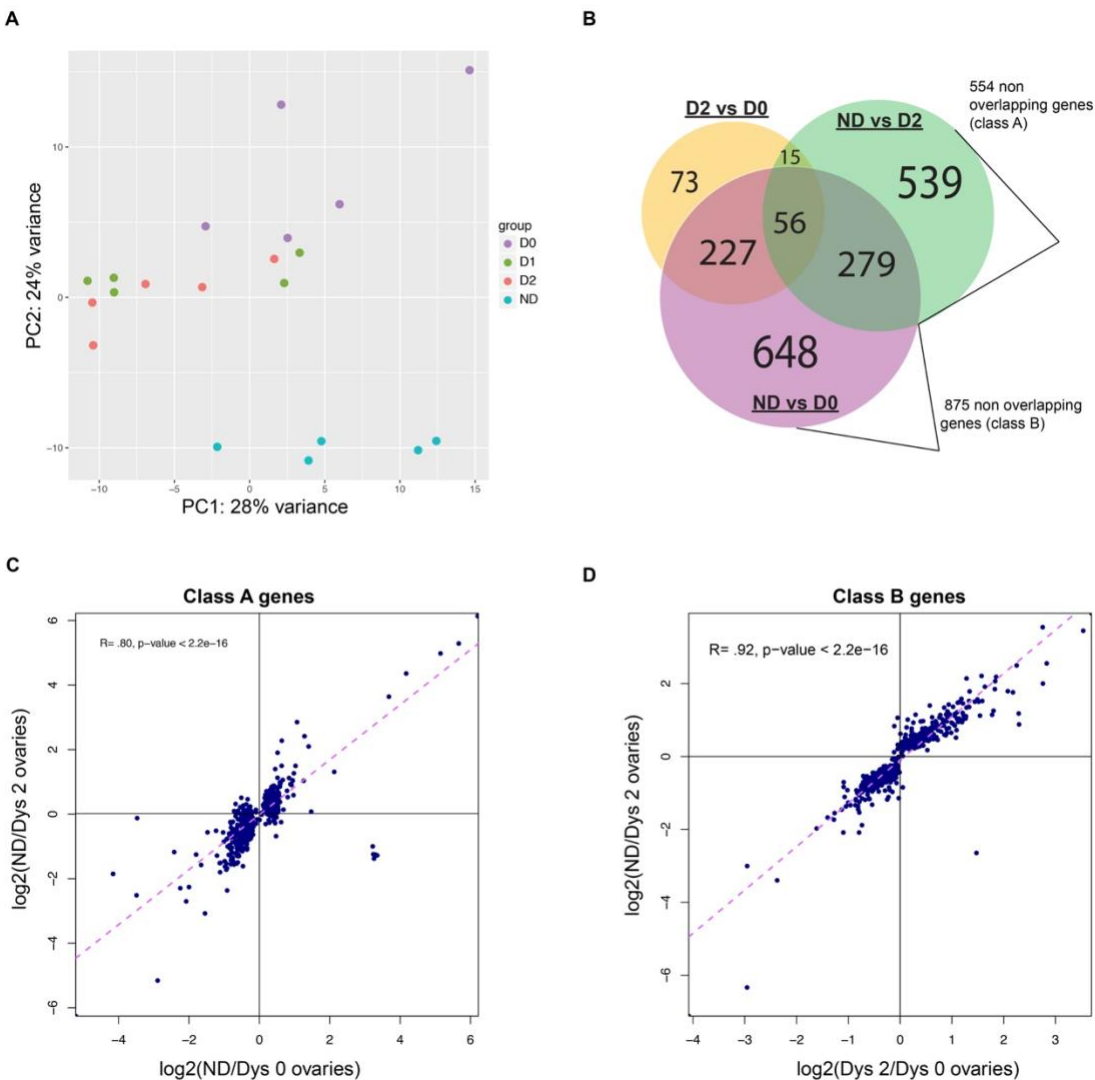 A
PC2: 24% variance
10
0
−10
−10
−5
0
5
10
15
PC1: 28% variance
group
D0
D1
D2
ND
B
D2 vs D0
ND vs D2
554 non
overlapping genes
(class A)
15
73
539
56
227
279
648
ND vs D0
875 non overlapping
genes (class B)
C
Class A genes
R= .80, p-value < 2.2e−16
log2(ND/Dys 2 ovaries)
6
4
2
0
−2
−4
−6
−4
−2
0
2
4
6
log2(ND/Dys 0 ovaries)
D
Class B genes
R= .92, p-value < 2.2e−16
log2(ND/Dys 2 ovaries)
2
0
−2
−4
−6
−4
−3
−2
−1
0
1
2
3
log2(Dys 2/Dys 0 ovaries)